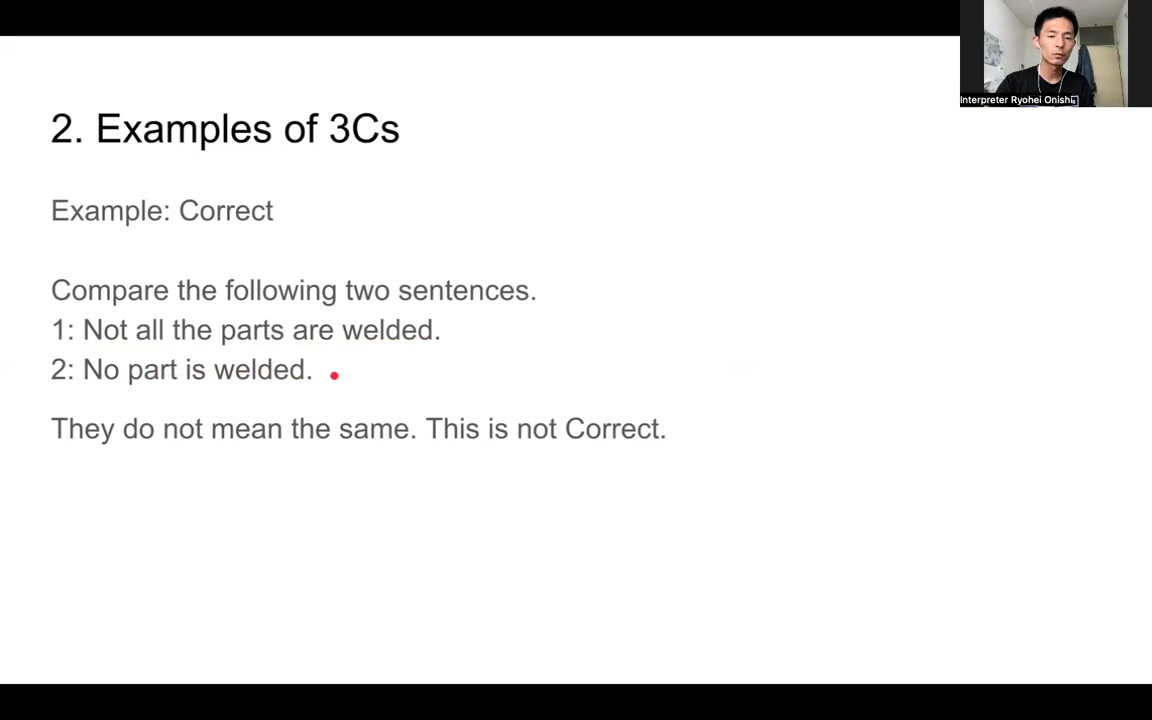 Interpreter Ryohei Onishi
2. Examples of 3Cs
Example: Correct
Compare the following two sentences.
1: Not all the parts are welded.
2: No part is welded.
They do not mean the same. This is not Correct.